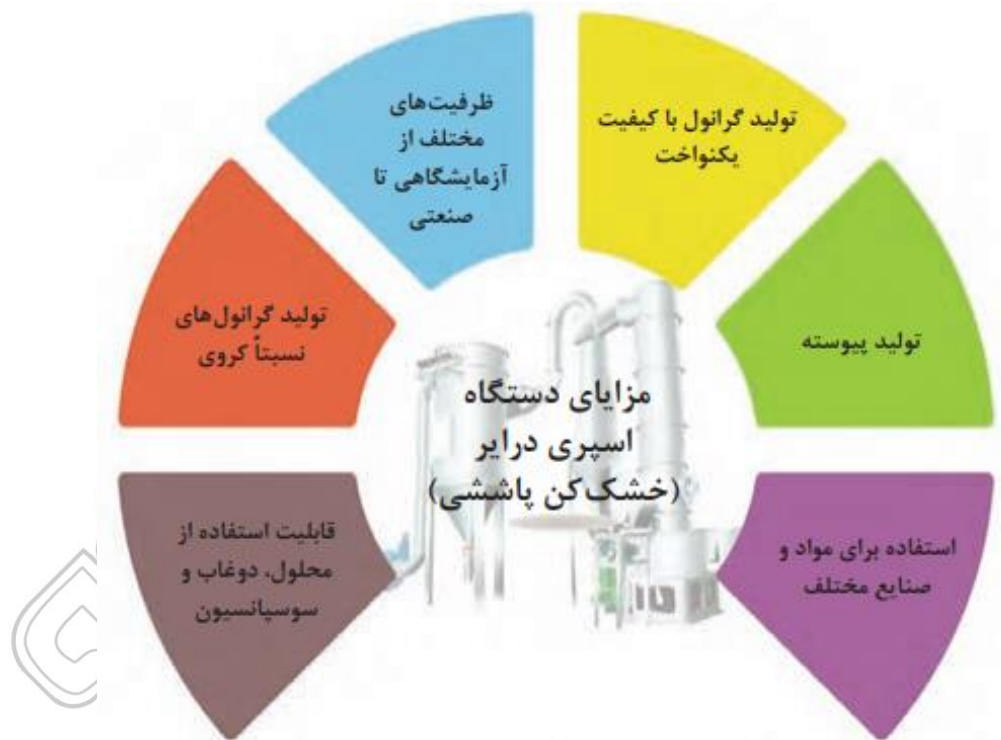 مزایای دستگاه
اسپری درایر
(خشک‌کن پاششی)
استفاده برای مواد و
صنایع مختلف
تولید پیوسته
تولید گرانول با کیفیت
یکنواخت
ظرفیت‌های
مختلف از
آزمایشگاهی تا
صنعتی
تولید گرانول‌های
نسبتاً کروی
قابلیت استفاده از
محلول، دوغاب و
سوسپانسیون